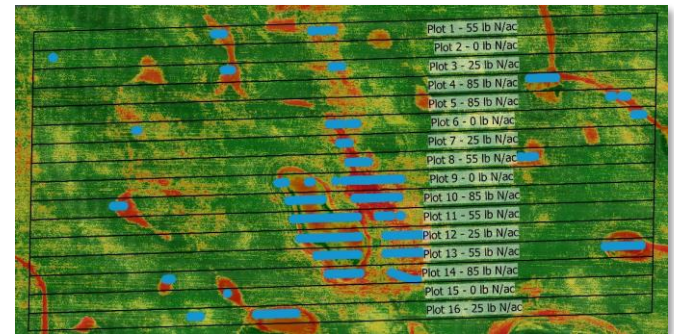 Plot 1 - 55 lb N/ac
Plot 2 - 0 lb N/ac
Plot 3 - 25 lb N/ac
Plot 4 - 85 lb N/ac
Plot 5 - 85 lb N/ac
Plot 6 - 0 lb N/ac
Plot 7 - 25 lb N/ac
Plot 8 - 55 lb N/ac
Plot 9 - 0 lb N/ac
Plot 10 - 85 lb N/ac
Plot 11 - 55 lb N/ac
Plot 12 - 25 lb N/ac
Plot 13 - 55 lb N/ac
Plot 14 - 85 lb N/ac
Plot 15 - 0 lb N/ac
Plot 16 - 25 lb N/ac